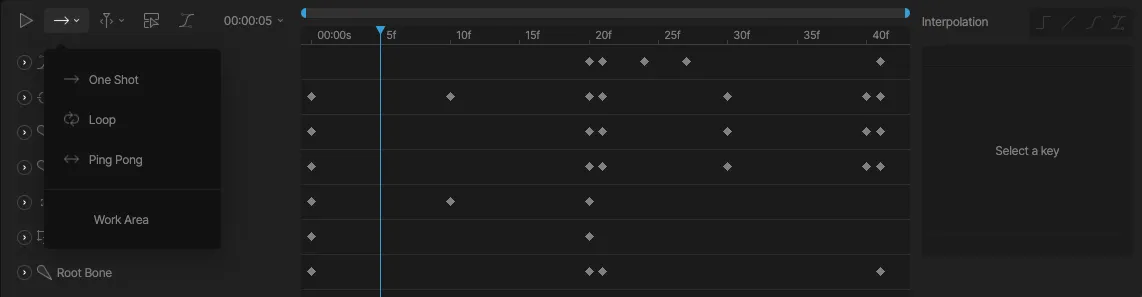 00:00:05
Interpolation
00:00s 5f 10f 15f 20f 25f 30f 35f 40f
One Shot
Loop
Ping Pong
Select a key
Work Area
Root Bone